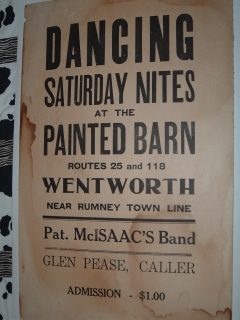 DANCING
SATURDAY NITES
AT THE
PAINTED BARN
ROUTES 25 and 118
WENTWORTH
NEAR RUMNEY TOWN LINE
Pat. McISAAC'S Band
GLEN PEASE, CALLER
ADMISSION - $1.00